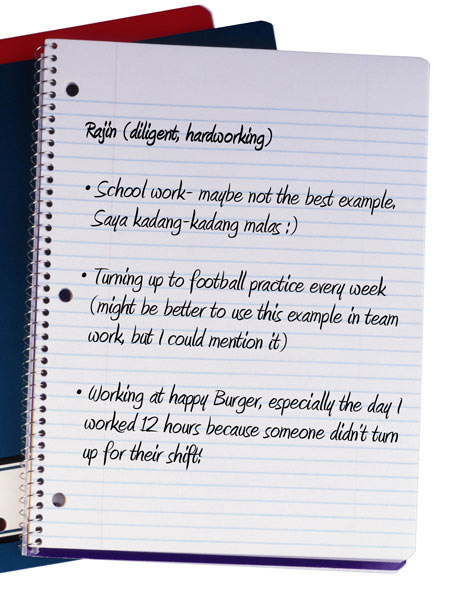 Rajin (diligent, hardworking)
• School work- maybe not the best example,
Saya kadang-kadang malas :)
• Turning up to football practice every week
(might be better to use this example in team
work, but I could mention it)
• Working at happy Burger, especially the day I
worked 12 hours because someone didn't turn
up for their shift!